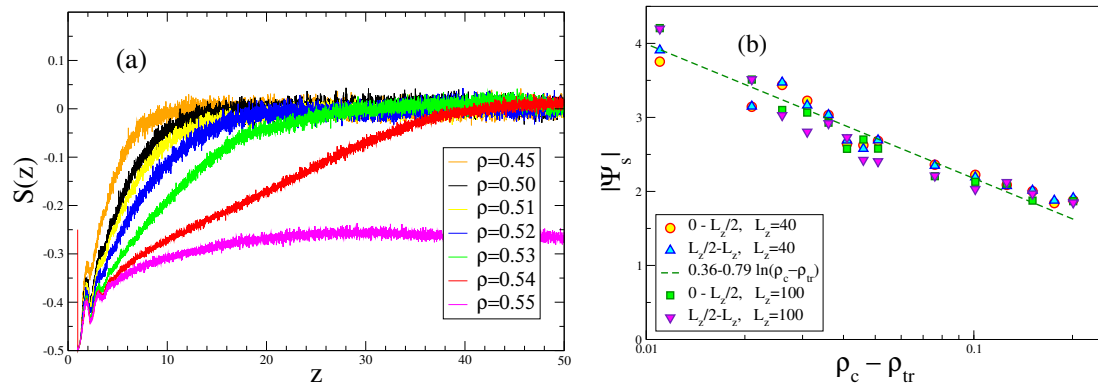 (a)
S(z)
0.1
0
-0.1
-0.2
-0.3
-0.4
-0.5
0
10
20
30
40
50
z
ρ=0.45
ρ=0.50
ρ=0.51
ρ=0.52
ρ=0.53
ρ=0.54
ρ=0.55
(b)
|Ψs|
4
3
2
1
0
0.01
0.1
ρc − ρtr
0 - Lz/2, Lz=40
Lz/2-Lz, Lz=40
0.36-0.79 ln(ρc−ρtr)
0 - Lz/2, Lz=100
Lz/2-Lz, Lz=100